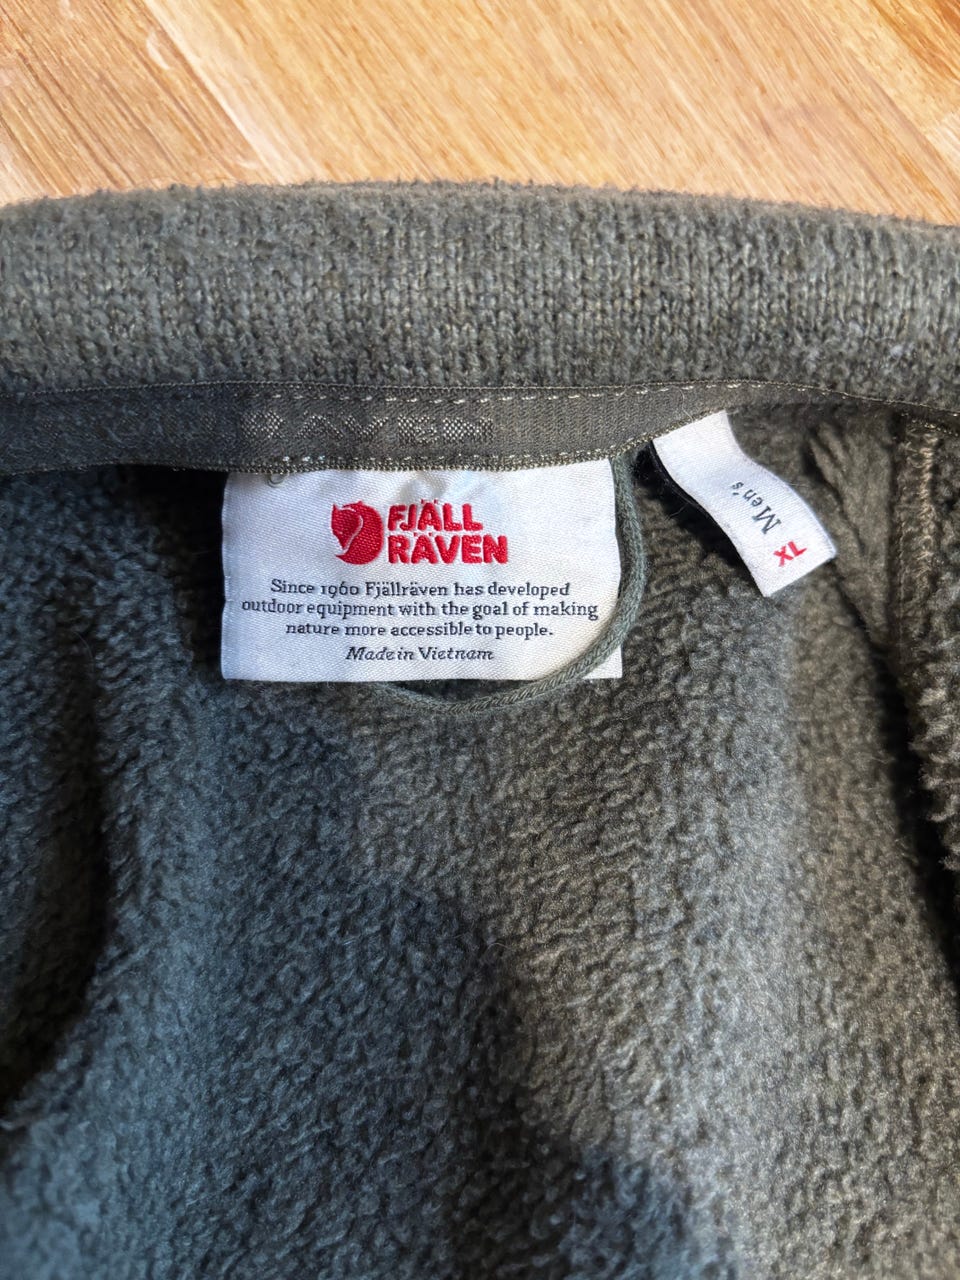 FJÄLL
RÄVEN
Since 1960 Fjällräven has developed
outdoor equipment with the goal of making
nature more accessible to people.
Made in Vietnam
Men's
XL